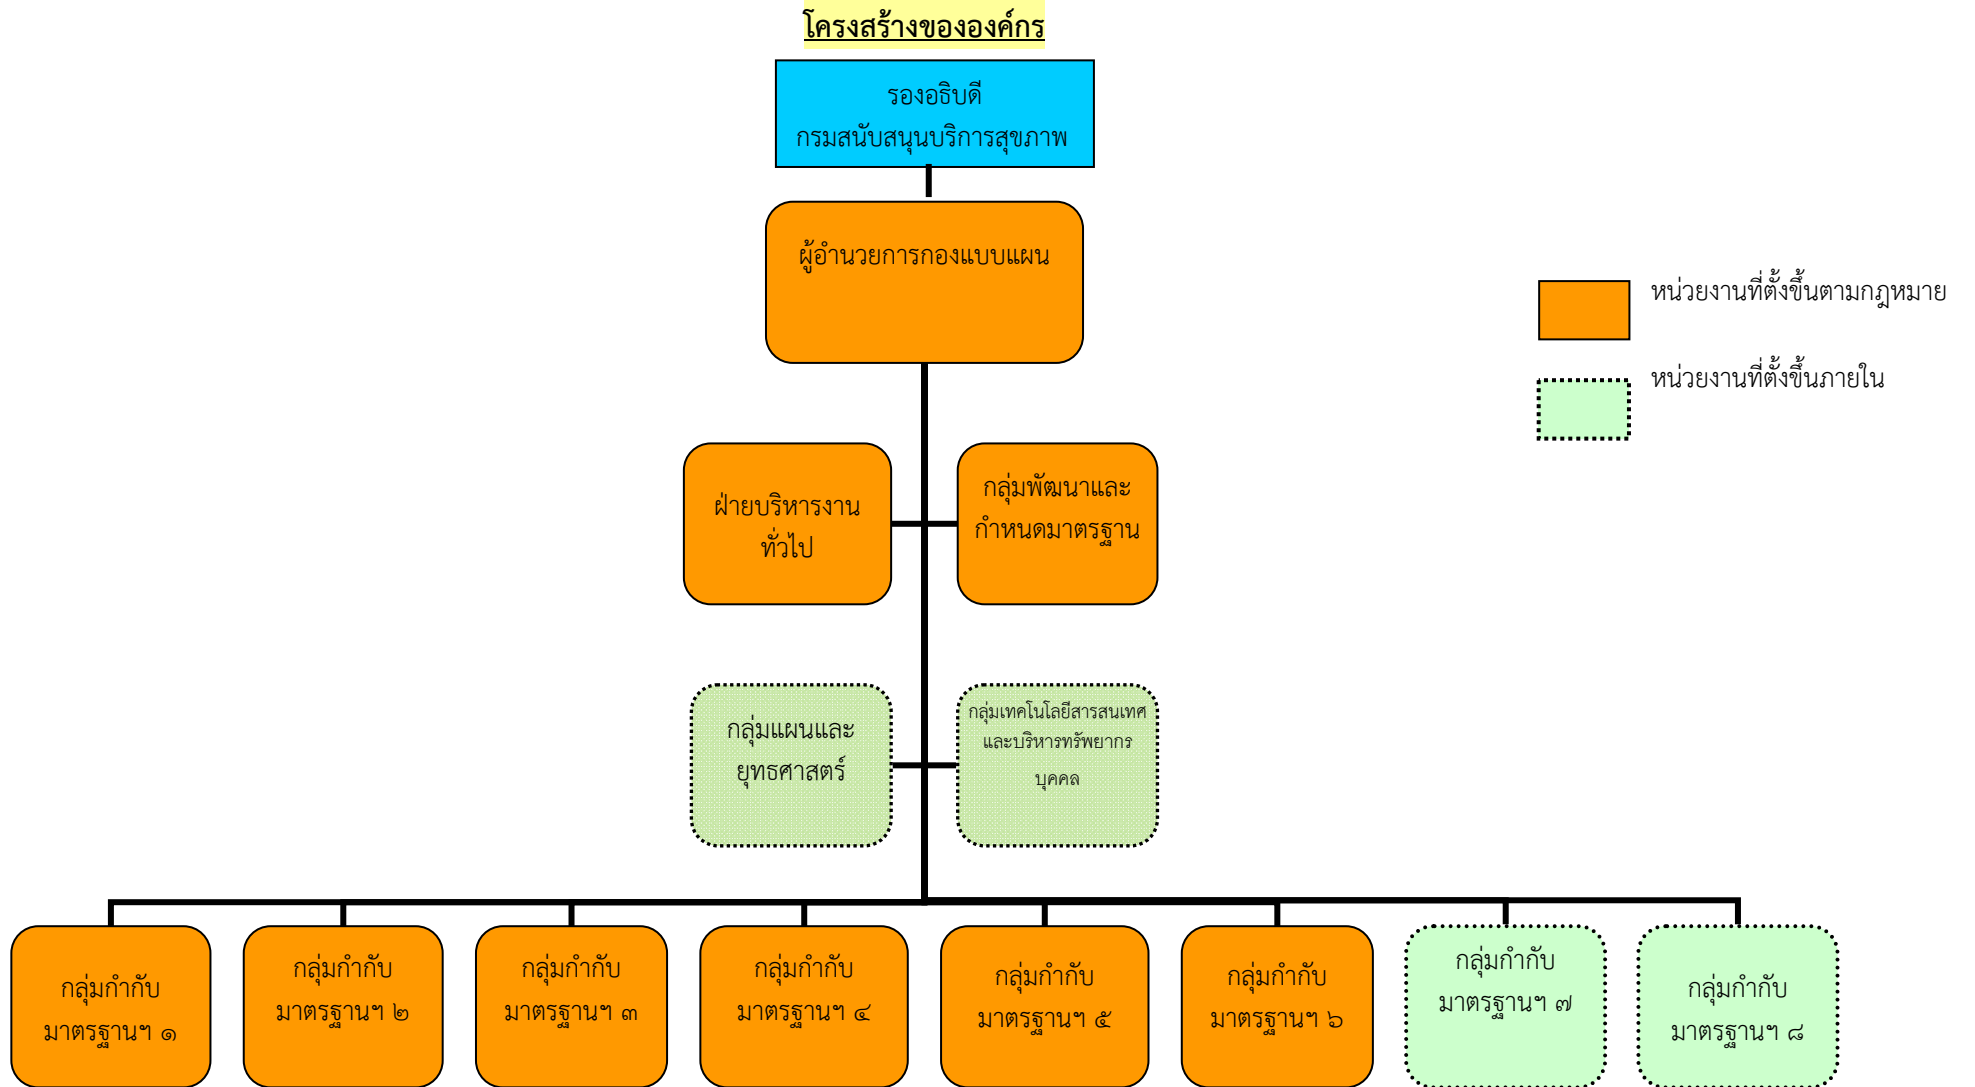 โครงสร้างขององค์กร
รองอธิบดี
กรมสนับสนุนบริการสุขภาพ
ผู้อำนวยการกองแบบแผน
หน่วยงานที่ตั้งขึ้นตามกฎหมาย
หน่วยงานที่ตั้งขึ้นภายใน
ฝ่ายบริหารงาน
ทั่วไป
กลุ่มพัฒนาและ
กำหนดมาตรฐาน
กลุ่มแผนและ
ยุทธศาสตร์
กลุ่มเทคโนโลยีสารสนเทศ
และบริหารทรัพยากร
บุคคล
กลุ่มกำกับ
มาตรฐานฯ ๑
กลุ่มกำกับ
มาตรฐานฯ ๒
กลุ่มกำกับ
มาตรฐานฯ ๓
กลุ่มกำกับ
มาตรฐานฯ ๔
กลุ่มกำกับ
มาตรฐานฯ ๕
กลุ่มกำกับ
มาตรฐานฯ ๖
กลุ่มกำกับ
มาตรฐานฯ ๗
กลุ่มกำกับ
มาตรฐานฯ ๘